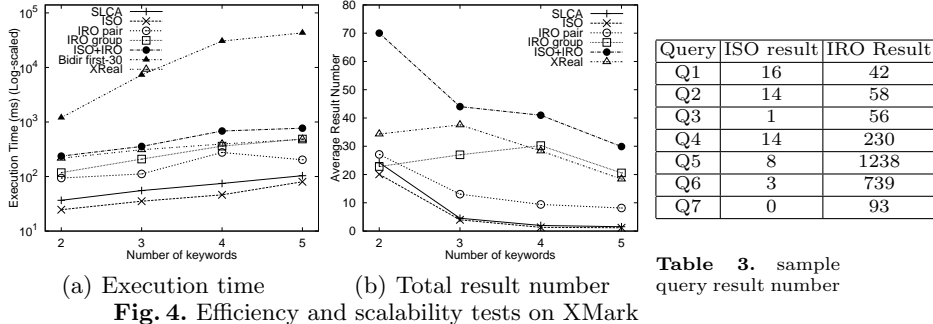 Execution Time (ms) (Log-scaled)
10^5
10^4
10^3
10^2
10^1
2 3 4 5
Number of keywords
SLCA
ISO
IRO pair
IRO group
ISO+IRO
Bidir first-30
XReal
(a) Execution time
Average Result Number
80
70
60
50
40
30
20
10
0
2 3 4 5
Number of keywords
SLCA
ISO
IRO pair
IRO group
ISO+IRO
XReal
(b) Total result number
Query ISO result IRO Result
Q1 16 42
Q2 14 58
Q3 1 56
Q4 14 230
Q5 8 1238
Q6 3 739
Q7 0 93
Table 3. sample
query result number
Fig. 4. Efficiency and scalability tests on XMark